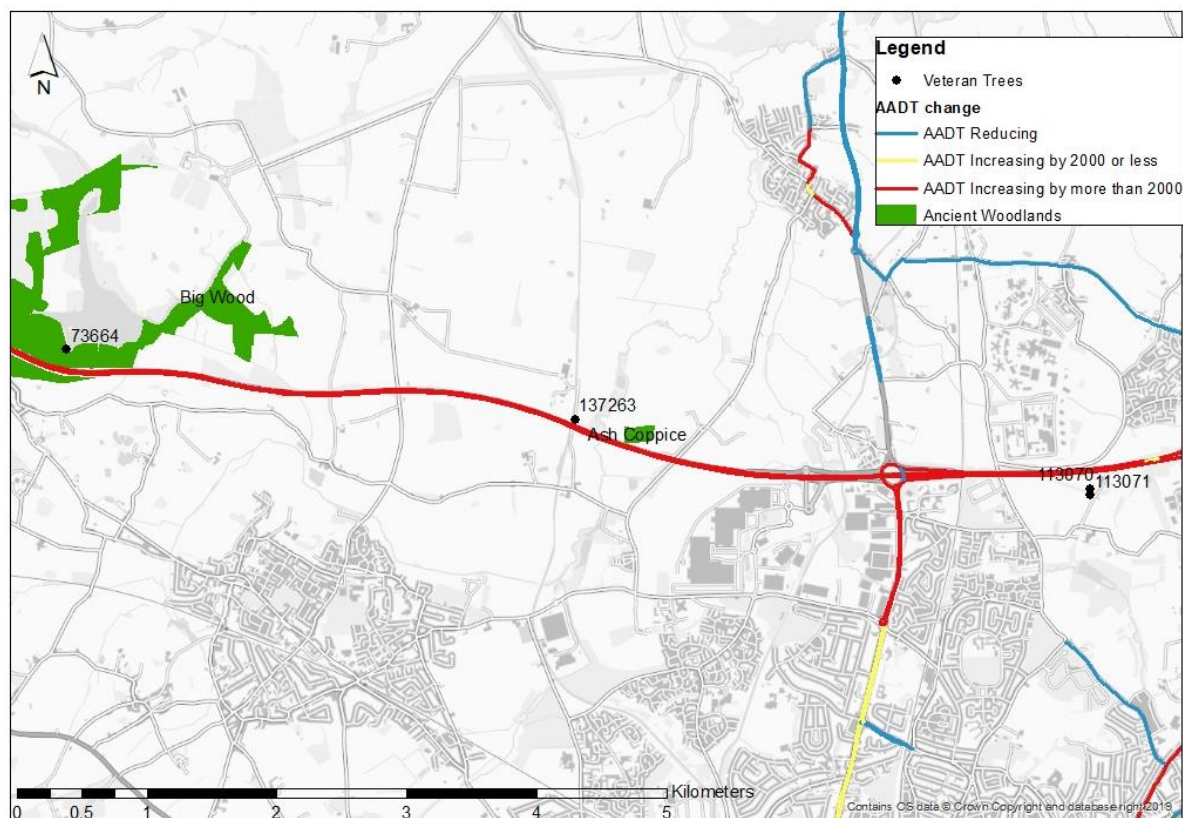 N
Legend
Veteran Trees
AADT change
AADT Reducing
AADT Increasing by 2000 or less
AADT Increasing by more than 2000
Ancient Woodlands
Big Wood
73664
137263
Ash Coppice
113070
113071
Kilometers
0 0.5 1 2 3 4 5
Contains OS data © Crown Copyright and database right 2019